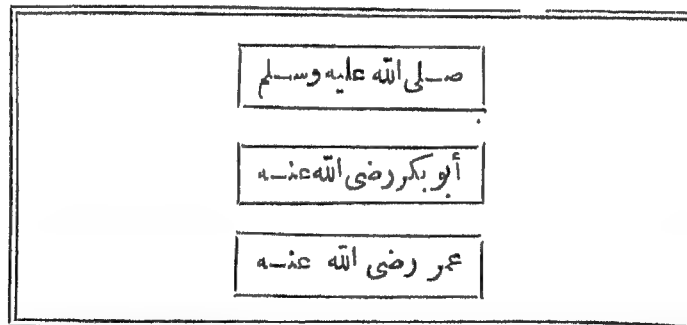 صلى الله عليه وسلم
أبو بكر رضى الله عنه
عمر رضى الله عنه